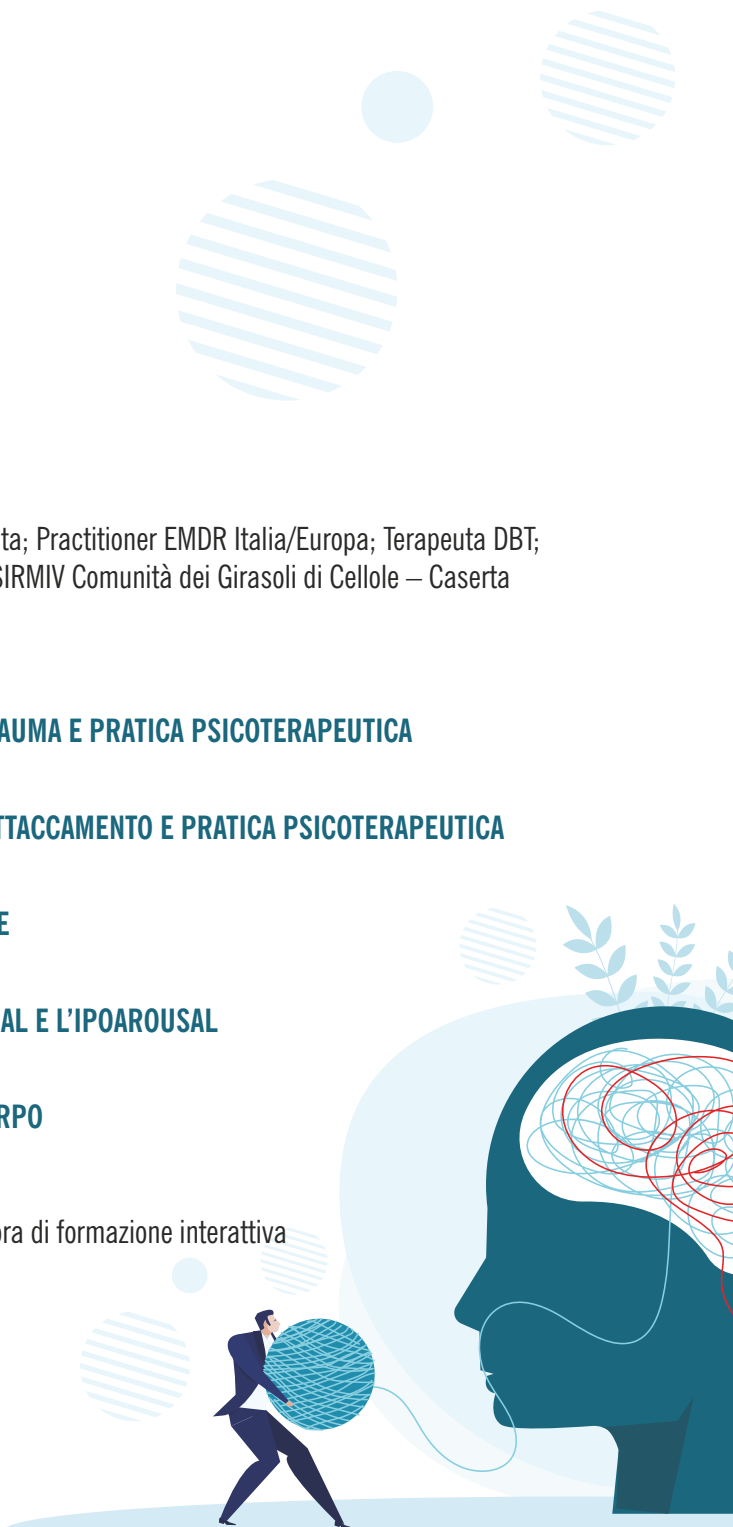 ta; Practitioner EMDR Italia/Europa; Terapeuta DBT;
SIRMIV Comunità dei Girasoli di Cellole – Caserta
AUMA E PRATICA PSICOTERAPEUTICA
TTACCAMENTO E PRATICA PSICOTERAPEUTICA
E
AL E L'IPOAROUSAL
RPO
ora di formazione interattiva